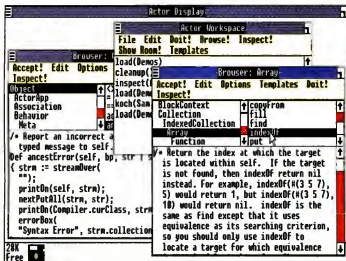 Actor Display
Actor Workspace
File Edit Doit! Browse! Inspect!
Show Room! Templates
load(Demos)
cleanup(
inspect(
load(Demo
koch(Sam
load(Dem
Browser:
Accept! Edit Options
Inspect!
Object
ActorApp
Association
Behavior
Meta
/* Report an incorrect a
typed message to self.
Def ancestError(self, bp, str |
{ strm := streamOver(
"");
printOn(self, strm);
nextPutAll(strm,
printOn(Compiler.curClass, strm
errorBox(
"Syntax Error", strm.collection
Browser: Array
Accept! Edit Options Templates Doit!
Inspect!
BlockContext
Collection
IndexedCollection
Array
Function
copyFrom
fill
find
indexOf
put
/* Return the index at which the target
is located within self. If the target
is not found, then indexOf return nil
instead. For example, indexOf(#(3 5 7),
5) would return 1, but indexOf(#(3 5 7),
10) would return nil. indexOf is the
same as find except that it uses
equivalence as its searching criterion,
so you should only use indexOf to
locate a target for which equivalence
28K
Free